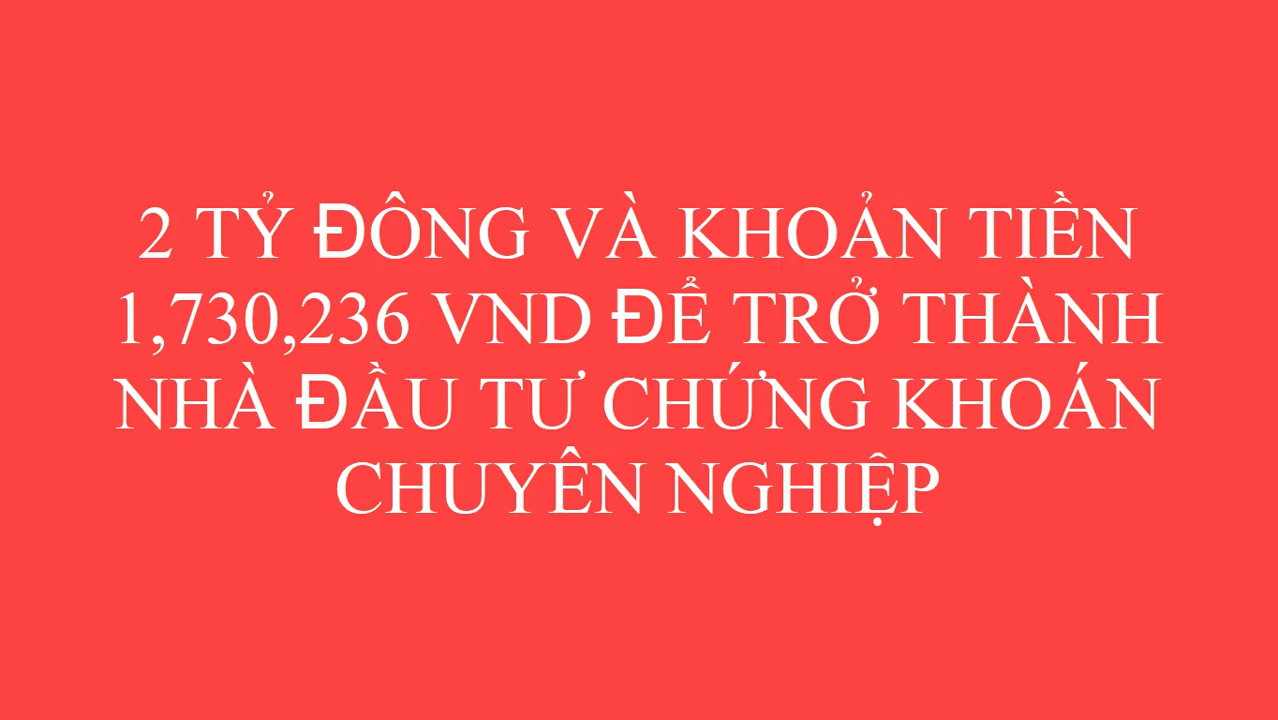 2 TỶ ĐÔNG VÀ KHOẢN TIỀN
1,730,236 VND ĐỂ TRỞ THÀNH
NHÀ ĐẦU TƯ CHỨNG KHOÁN
CHUYÊN NGHIỆP